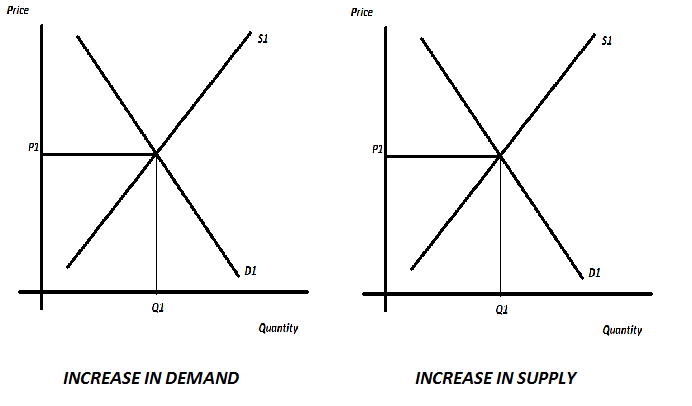 Price
S1
P1
D1
Q1
Quantity
INCREASE IN DEMAND
Price
S1
P1
D1
Q1
Quantity
INCREASE IN SUPPLY